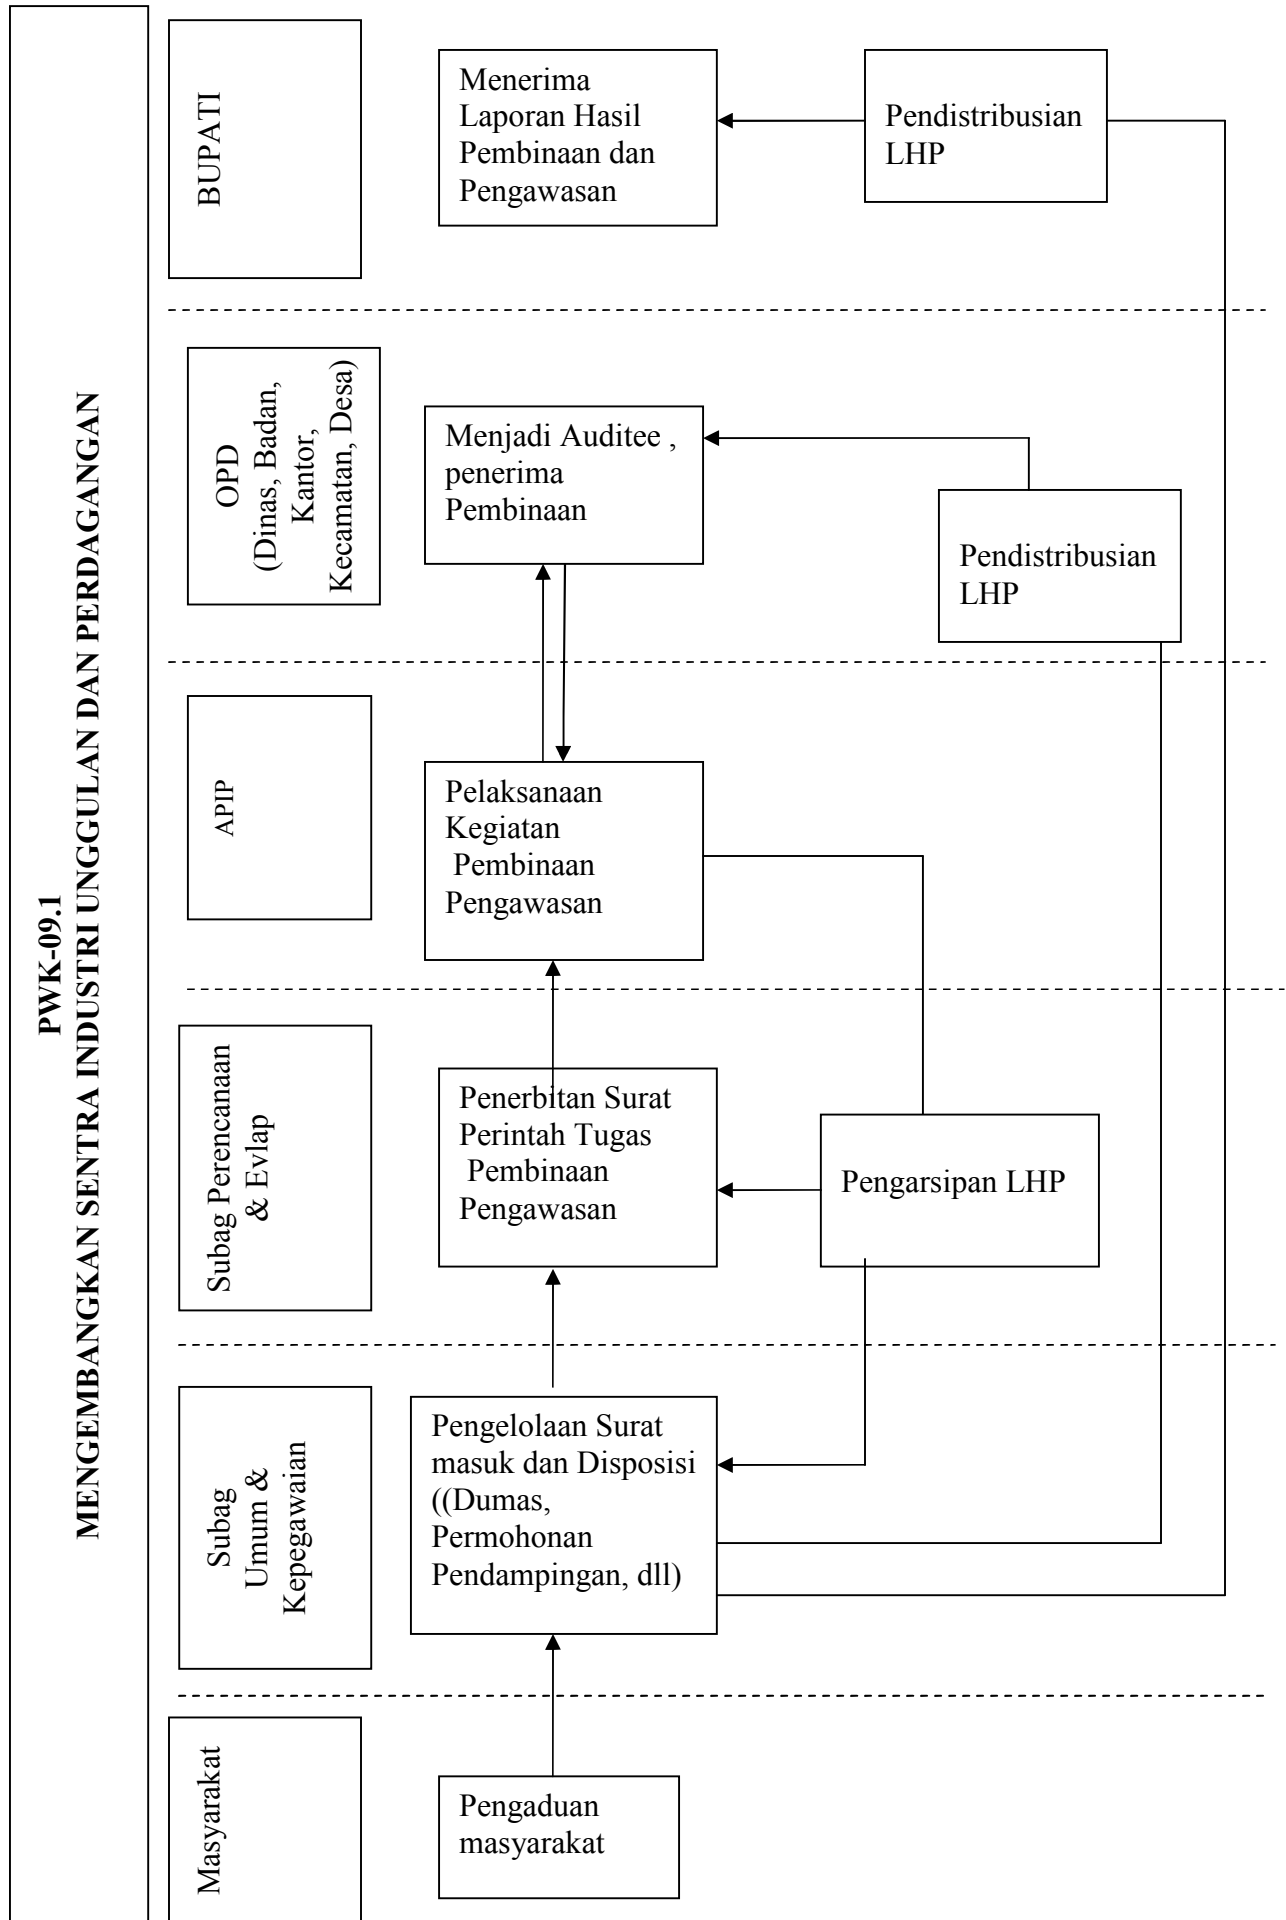 PWK-09.1
MENGEMBANGKAN SENTRA INDUSTRI UNGGULAN DAN PERDAGANGAN
BUPATI
Menerima
Laporan Hasil
Pembinaan dan
Pengawasan
Pendistribusian
LHP
OPD
(Dinas, Badan,
Kantor,
Kecamatan, Desa)
Menjadi Auditee ,
penerima
Pembinaan
Pendistribusian
LHP
APIP
Pelaksanaan
Kegiatan
Pembinaan
Pengawasan
Subag Perencanaan
& Evlap
Penerbitan Surat
Perintah Tugas
Pembinaan
Pengawasan
Pengarsipan LHP
Subag
Umum &
Kepegawaian
Pengelolaan Surat
masuk dan Disposisi
((Dumas,
Permohonan
Pendampingan, dll)
Masyarakat
Pengaduan
masyarakat